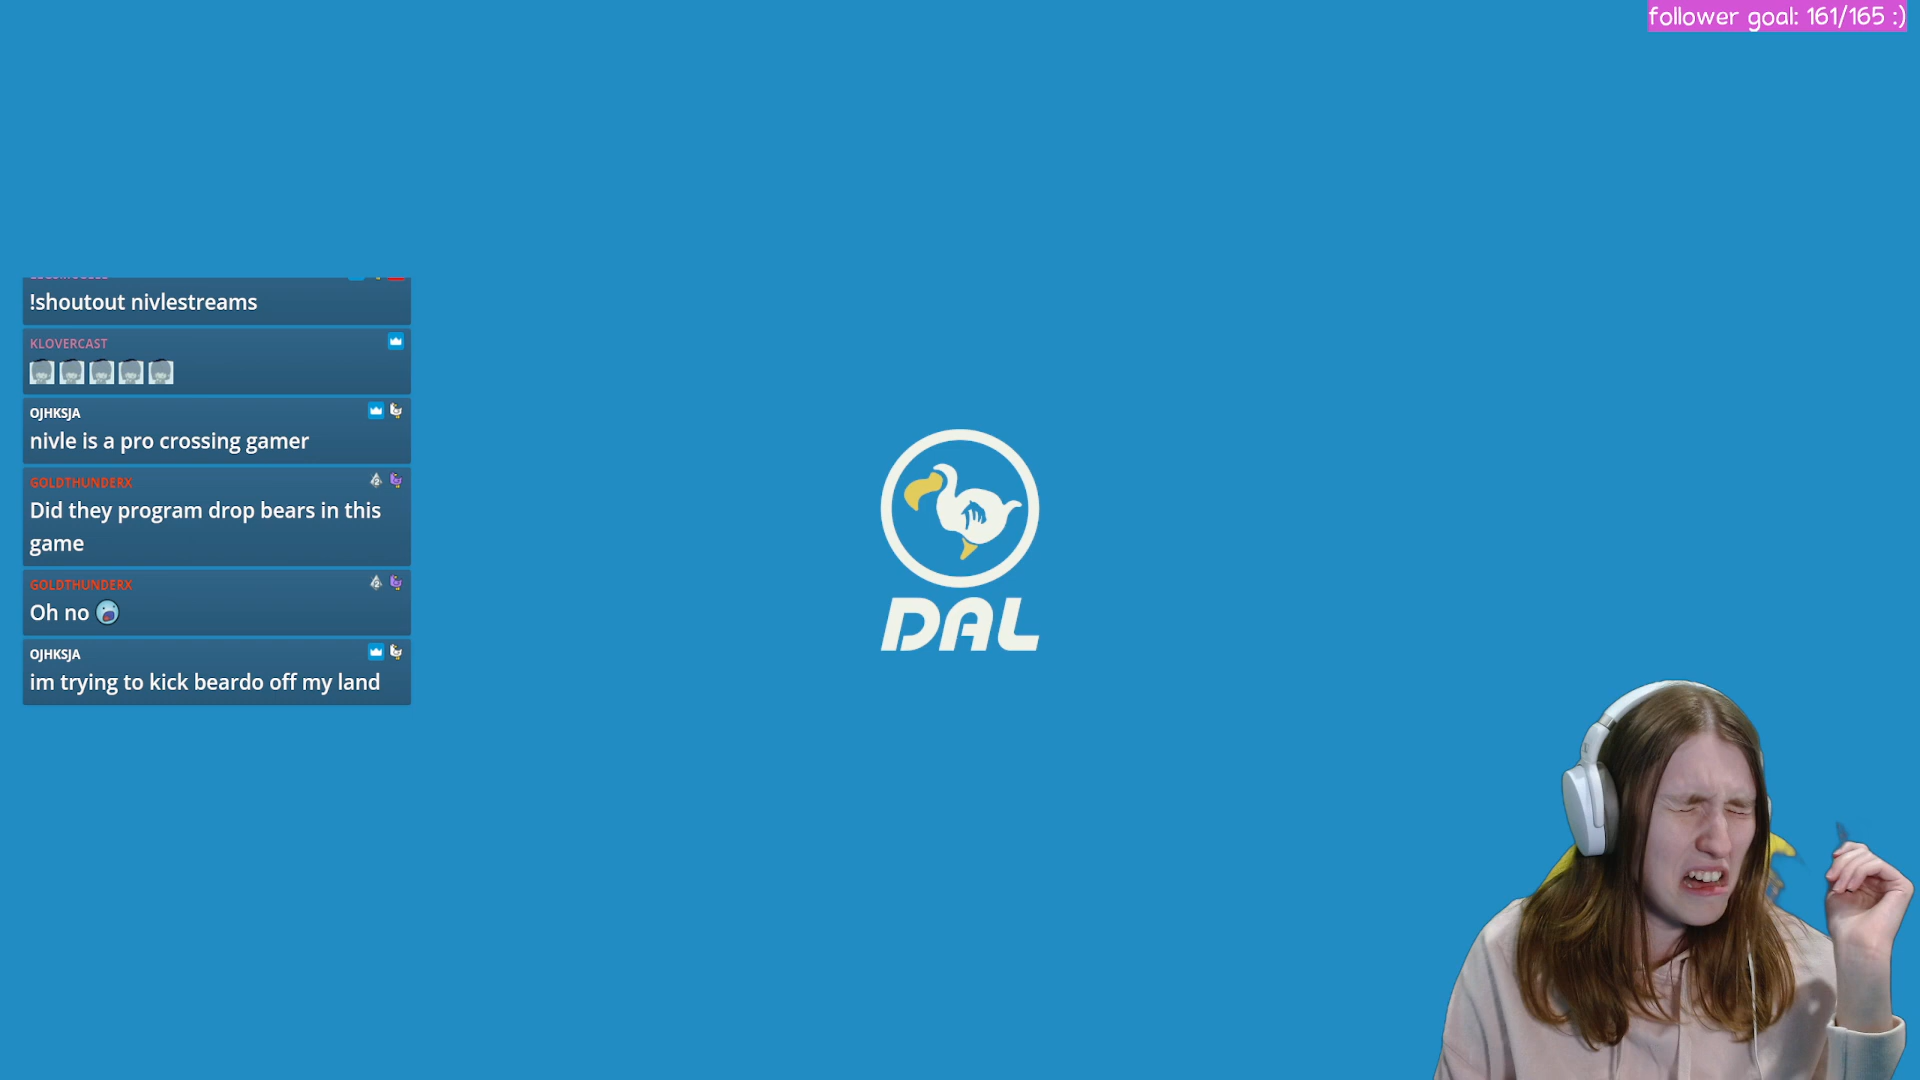 follower goal: 161/165 :)
!shoutout nivlestreams
KLOVERCAST
OJHKSJA
nivle is a pro crossing gamer
GOLDTHUNDERX
Did they program drop bears in this
game
GOLDTHUNDERX
Oh no
OJHKSJA
im trying to kick beardo off my land
DAL